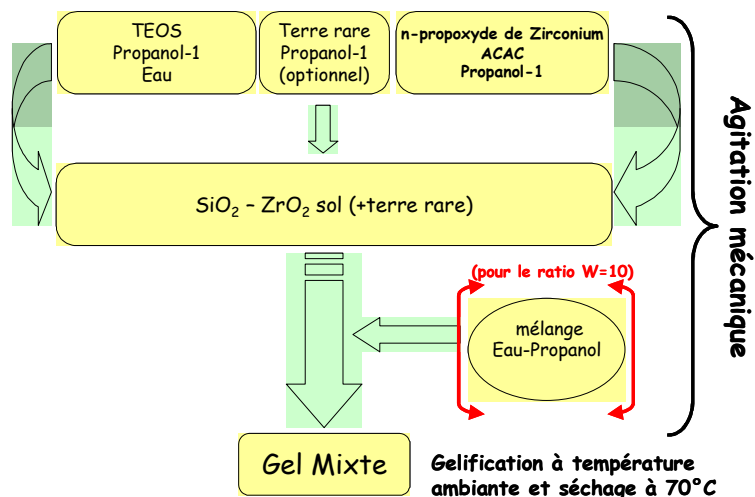 TEOS
Propanol-1
Eau
Terre rare
Propanol-1
(optionnel)
n-propoxyde de Zirconium
ACAC
Propanol-1
SiO₂ – ZrO₂ sol (+terre rare)
(pour le ratio W=10)
mélange
Eau-Propanol
Agitation mécanique
Gel Mixte
Gelification à température
ambiante et séchage à 70°C